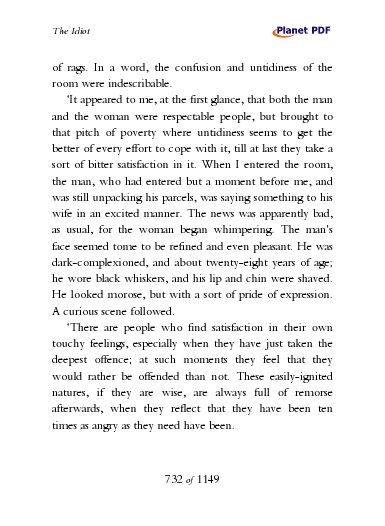 The Idiot
Planet PDF
of rags. In a word, the confusion and untidiness of the
room were indescribable.
‘It appeared to me, at the first glance, that both the man
and the woman were respectable people, but brought to
that pitch of poverty where untidiness seems to get the
better of every effort to cope with it, till at last they take a
sort of bitter satisfaction in it. When I entered the room,
the man, who had entered but a moment before me, and
was still unpacking his parcels, was saying something to his
wife in an excited manner. The news was apparently bad,
as usual, for the woman began whimpering. The man’s
face seemed tome to be refined and even pleasant. He was
dark-complexioned, and about twenty-eight years of age;
he wore black whiskers, and his lip and chin were shaved.
He looked morose, but with a sort of pride of expression.
A curious scene followed.
‘There are people who find satisfaction in their own
touchy feelings, especially when they have just taken the
deepest offence; at such moments they feel that they
would rather be offended than not. These easily-ignited
natures, if they are wise, are always full of remorse
afterwards, when they reflect that they have been ten
times as angry as they need have been.
732 of 1149